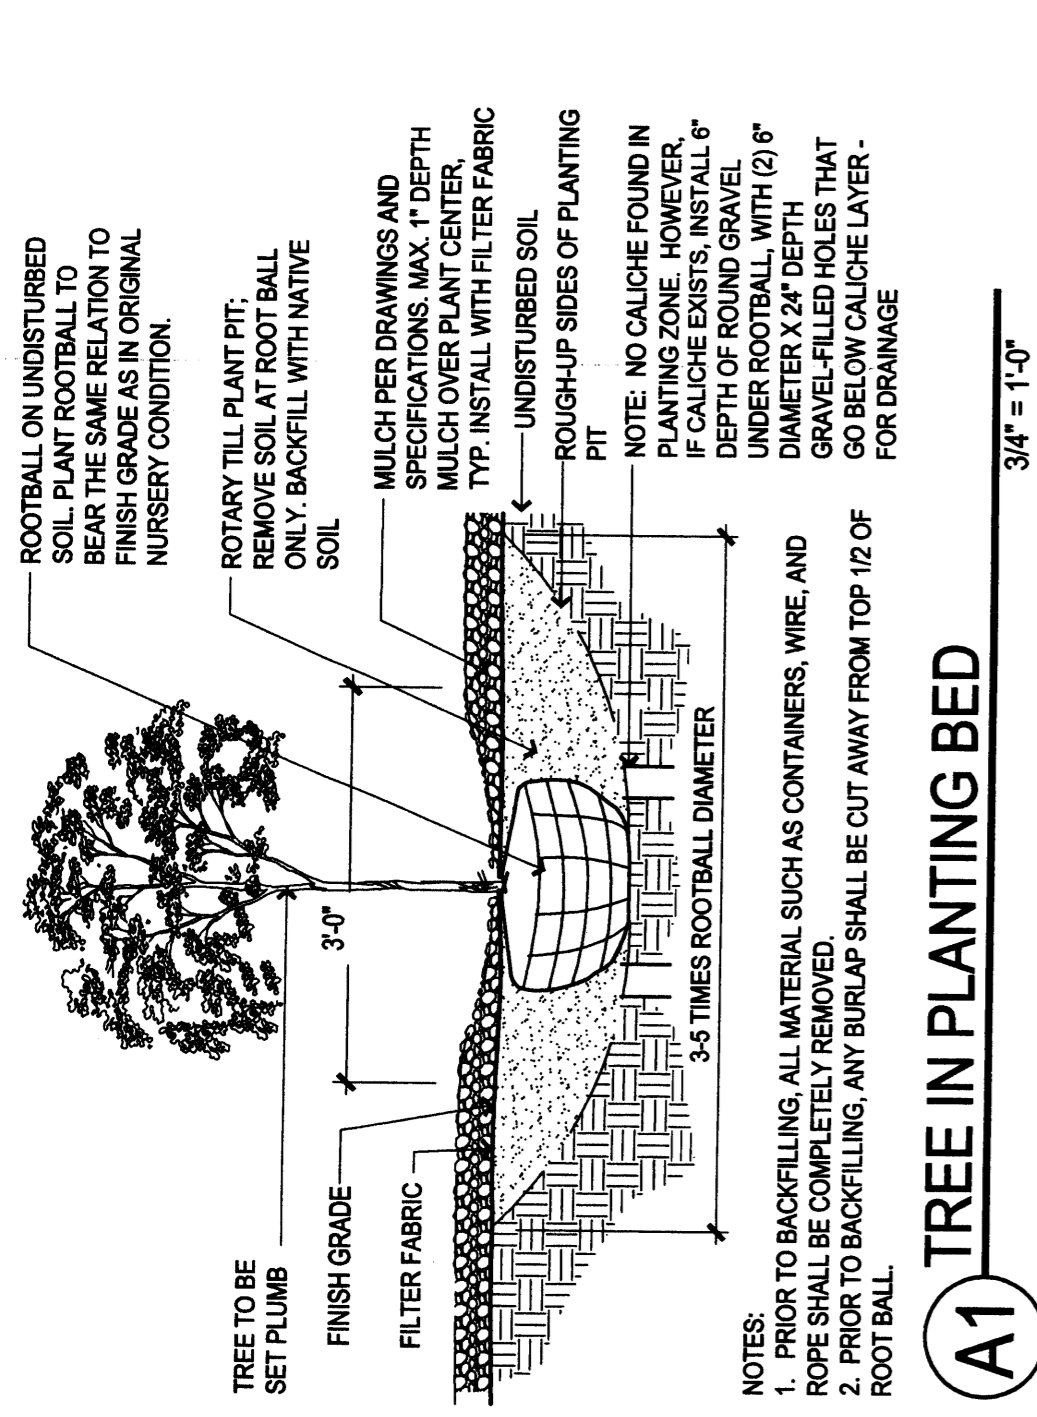 ROOTBALL ON UNDISTURBED
SOIL. PLANT ROOTBALL TO
BEAR THE SAME RELATION TO
FINISH GRADE AS IN ORIGINAL
NURSERY CONDITION.
ROTARY TILL PLANT PIT;
REMOVE SOIL AT ROOT BALL
ONLY. BACKFILL WITH NATIVE
SOIL
MULCH PER DRAWINGS AND
SPECIFICATIONS. MAX. 1" DEPTH
MULCH OVER PLANT CENTER,
TYP. INSTALL WITH FILTER FABRIC
UNDISTURBED SOIL
ROUGH-UP SIDES OF PLANTING
PIT
NOTE: NO CALICHE FOUND IN
PLANTING ZONE. HOWEVER,
IF CALICHE EXISTS, INSTALL 6"
DEPTH OF ROUND GRAVEL
UNDER ROOTBALL, WITH (2) 6"
DIAMETER X 24" DEPTH
GRAVEL-FILLED HOLES THAT
GO BELOW CALICHE LAYER -
FOR DRAINAGE
TREE TO BE
SET PLUMB
3'-0"
FINISH GRADE
FILTER FABRIC
3-5 TIMES ROOTBALL DIAMETER
NOTES:
1. PRIOR TO BACKFILLING, ALL MATERIAL SUCH AS CONTAINERS, WIRE, AND
ROPE SHALL BE COMPLETELY REMOVED.
2. PRIOR TO BACKFILLING, ANY BURLAP SHALL BE CUT AWAY FROM TOP 1/2 OF
ROOT BALL.
A1
TREE IN PLANTING BED
3/4" = 1'-0"